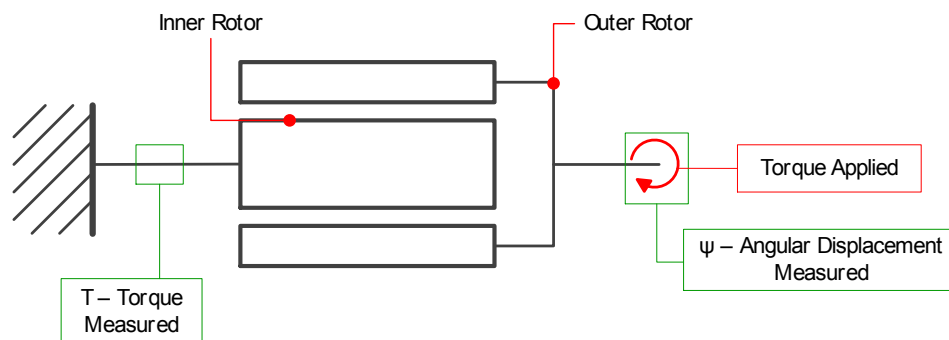 Inner Rotor
Outer Rotor
Torque Applied
ψ – Angular Displacement
Measured
T – Torque
Measured